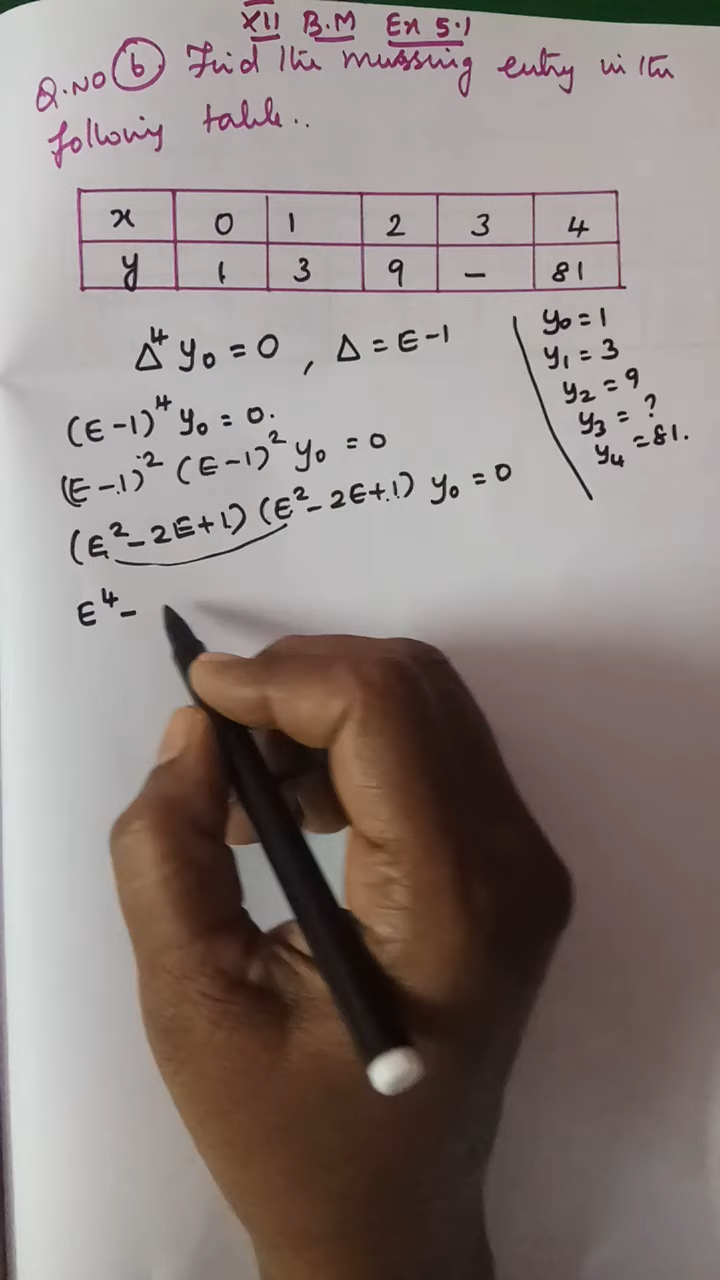 XII B.M Ex 5.1
Q.NO 6 Find the missing entry in the
following table..
x 0 1 2 3 4
y 1 3 9 - 81
Δ⁴ y₀ = 0 , Δ = E-1
(E-1)⁴ y₀ = 0.
(E-1)² (E-1)² y₀ = 0
(E²-2E+1) (E²-2E+1) y₀ = 0
E⁴ -
y₀ = 1
y₁ = 3
y₂ = 9
y₃ = ?
y₄ = 81.